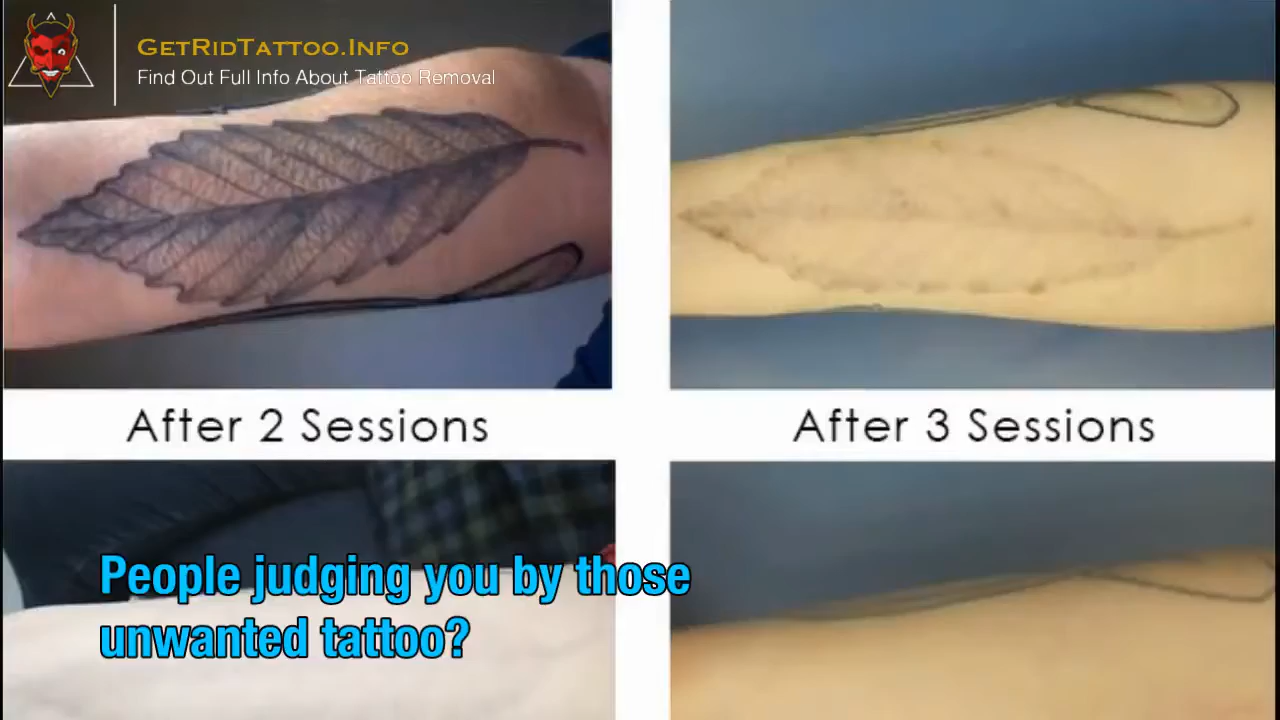 GetRidTattoo.Info
Find Out Full Info About Tattoo Removal
After 2 Sessions
After 3 Sessions
People judging you by those
unwanted tattoo?